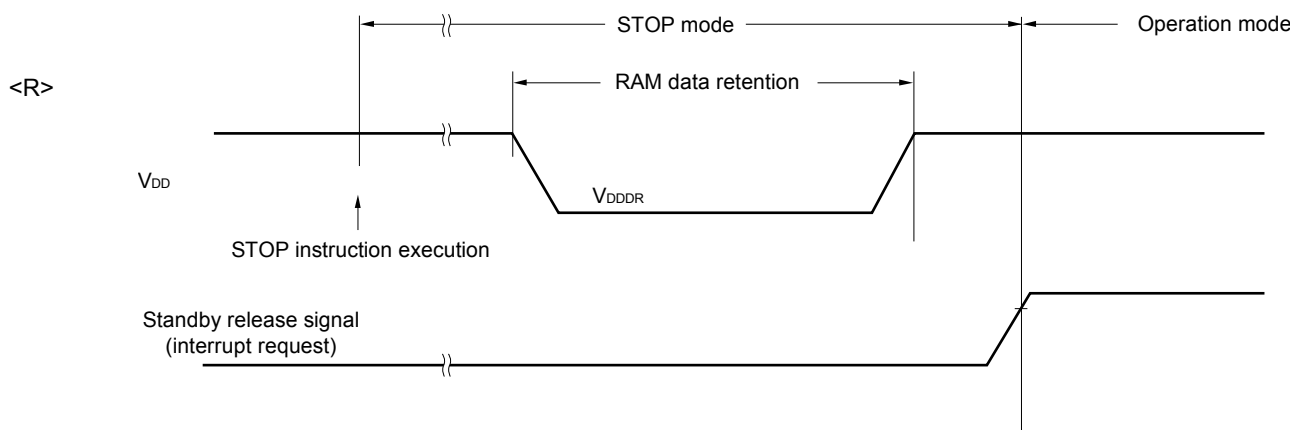 STOP mode
Operation mode
<R>
RAM data retention
VDD
VDDDR
STOP instruction execution
Standby release signal
(interrupt request)